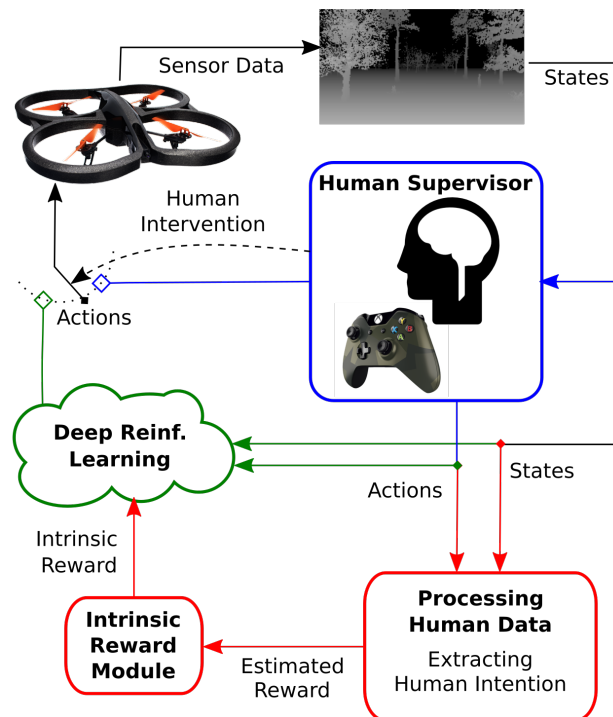 Sensor Data
States
Human Supervisor
Human
Intervention
Actions
Deep Reinf.
Learning
States
Actions
Intrinsic
Reward
Processing
Human Data
Extracting
Human Intention
Intrinsic
Reward
Module
Estimated
Reward